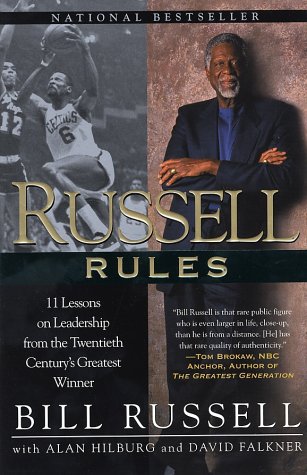 NATIONAL BESTSELLER
12
CELTICS
6
RUSSELL
RULES
11 Lessons
on Leadership
from the Twentieth
Century's Greatest
Winner
"Bill Russell is that rare public figure
who is even larger in life, close-up,
than he is from a distance. [He] has
that rare quality of authenticity."
—TOM BROKAW, NBC
ANCHOR, AUTHOR OF
THE GREATEST GENERATION
BILL RUSSELL
with ALAN HILBURG and DAVID FALKNER